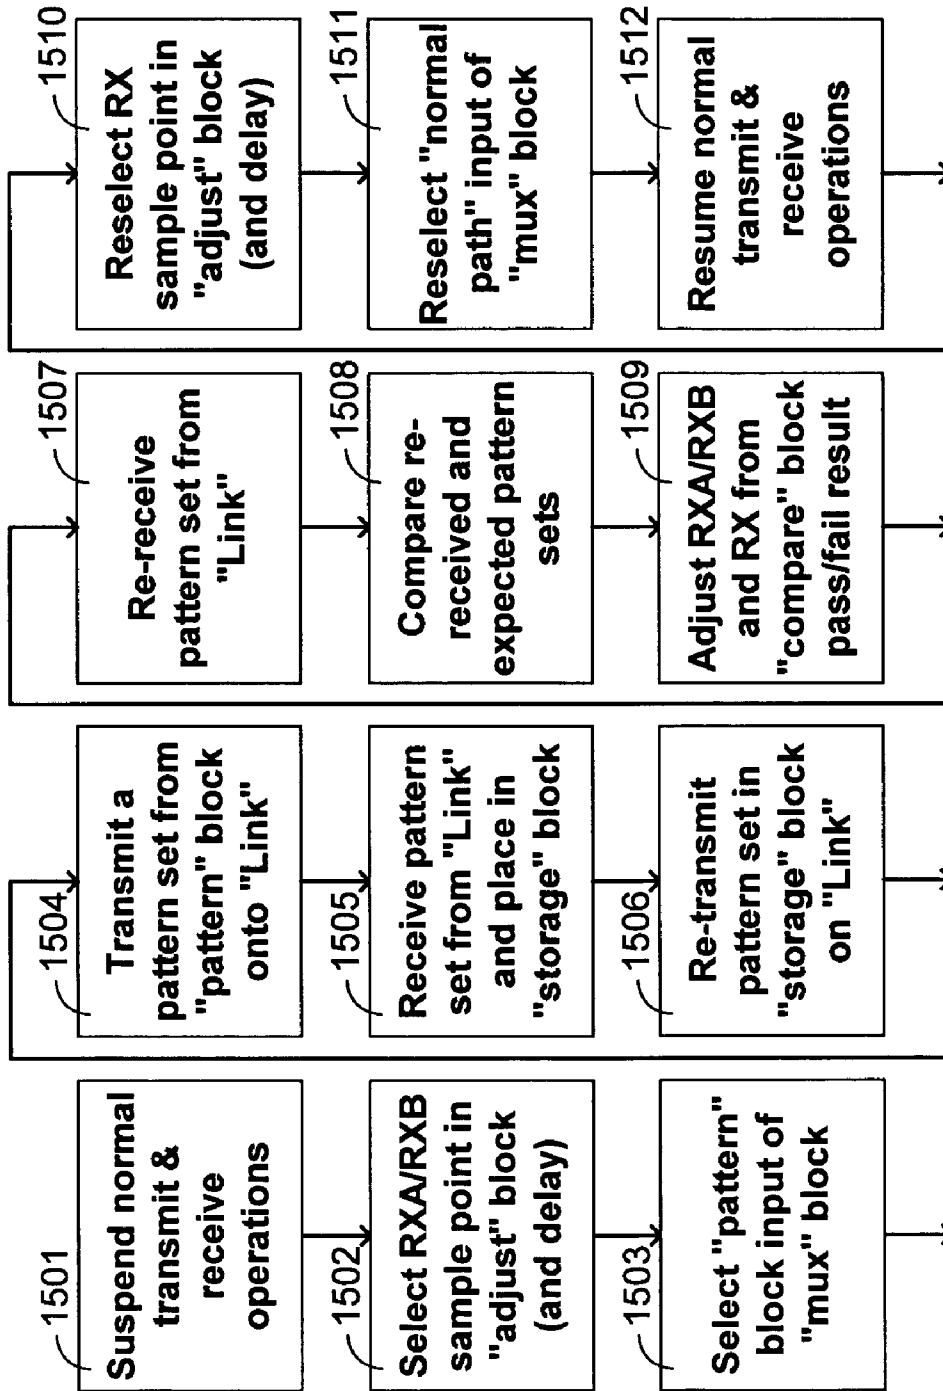 1501
Suspend normal
transmit &
receive
operations
1502
Select RXA/RXB
sample point in
"adjust" block
(and delay)
1503
Select "pattern"
block input of
"mux" block
1504
Transmit a
pattern set from
"pattern" block
onto "Link"
1505
Receive pattern
set from "Link"
and place in
"storage" block
1506
Re-transmit
pattern set in
"storage" block
on "Link"
1507
Re-receive
pattern set from
"Link"
1508
Compare re-
received and
expected pattern
sets
1509
Adjust RXA/RXB
and RX from
"compare" block
pass/fail result
1510
Reselect RX
sample point in
"adjust" block
(and delay)
1511
Reselect "normal
path" input of
"mux" block
1512
Resume normal
transmit &
receive
operations